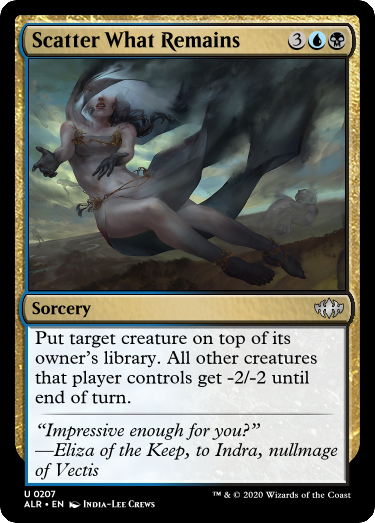 Scatter What Remains 3
Sorcery
Put target creature on top of its
owner's library. All other creatures
that player controls get -2/-2 until
end of turn.
“Impressive enough for you?”
—Eliza of the Keep, to Indra, nullmage
of Vectis
U 0207
ALR • EN India-Lee Crews
™ & © 2020 Wizards of the Coast